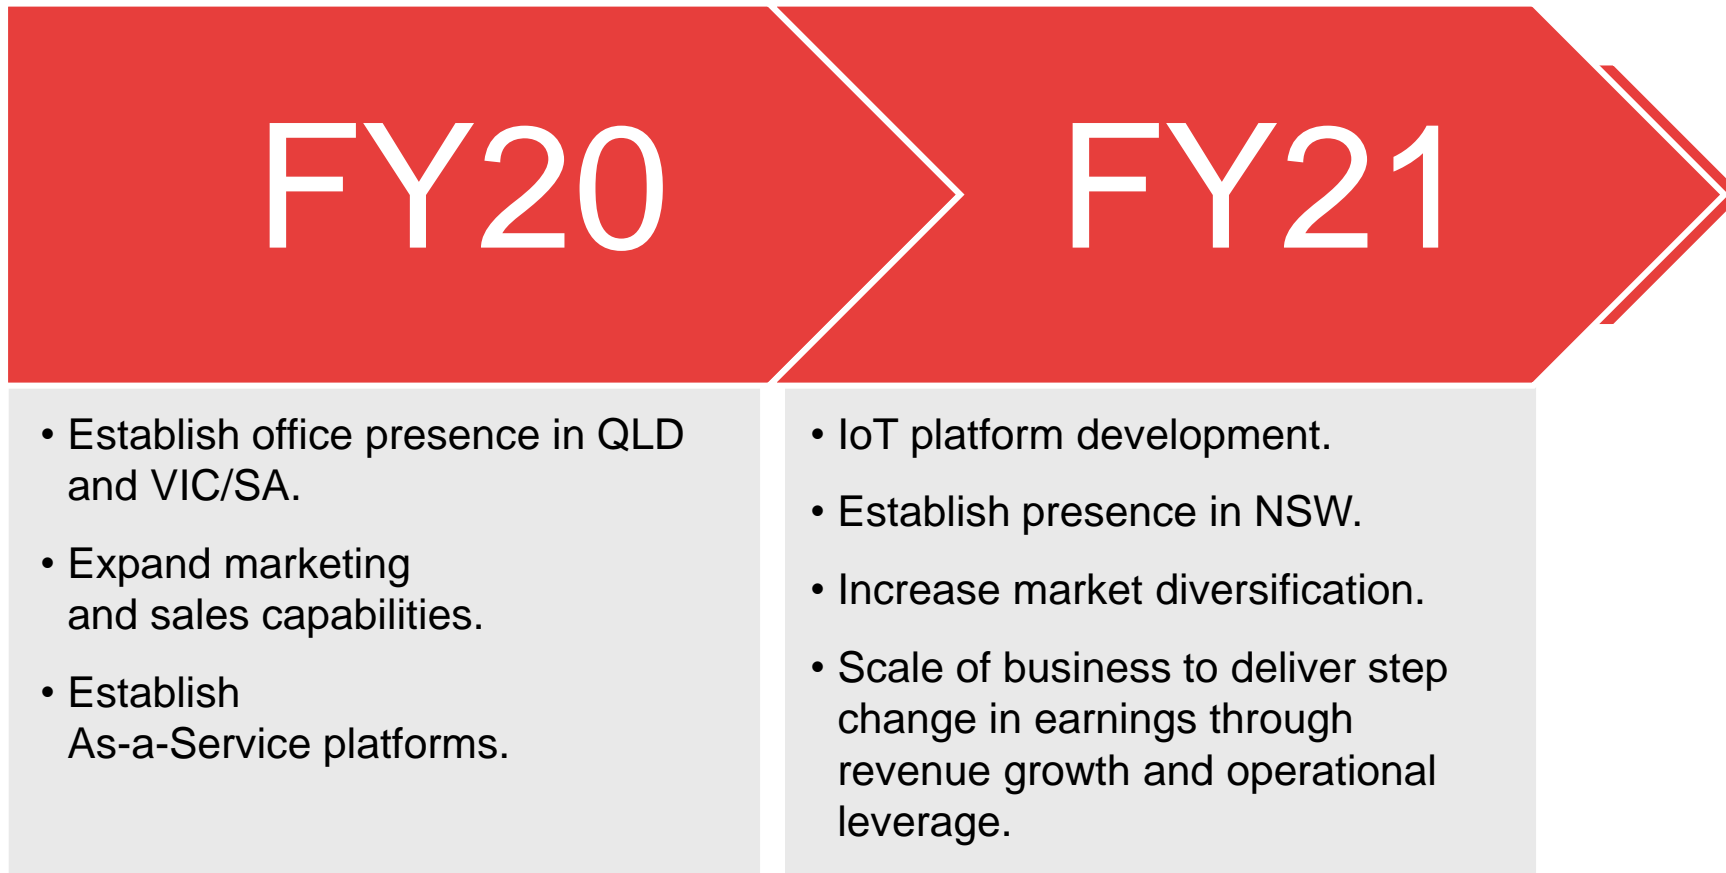 FY20
FY21
• Establish office presence in QLD
and VIC/SA.
• Expand marketing
and sales capabilities.
• Establish
As-a-Service platforms.
• IoT platform development.
• Establish presence in NSW.
• Increase market diversification.
• Scale of business to deliver step
change in earnings through
revenue growth and operational
leverage.